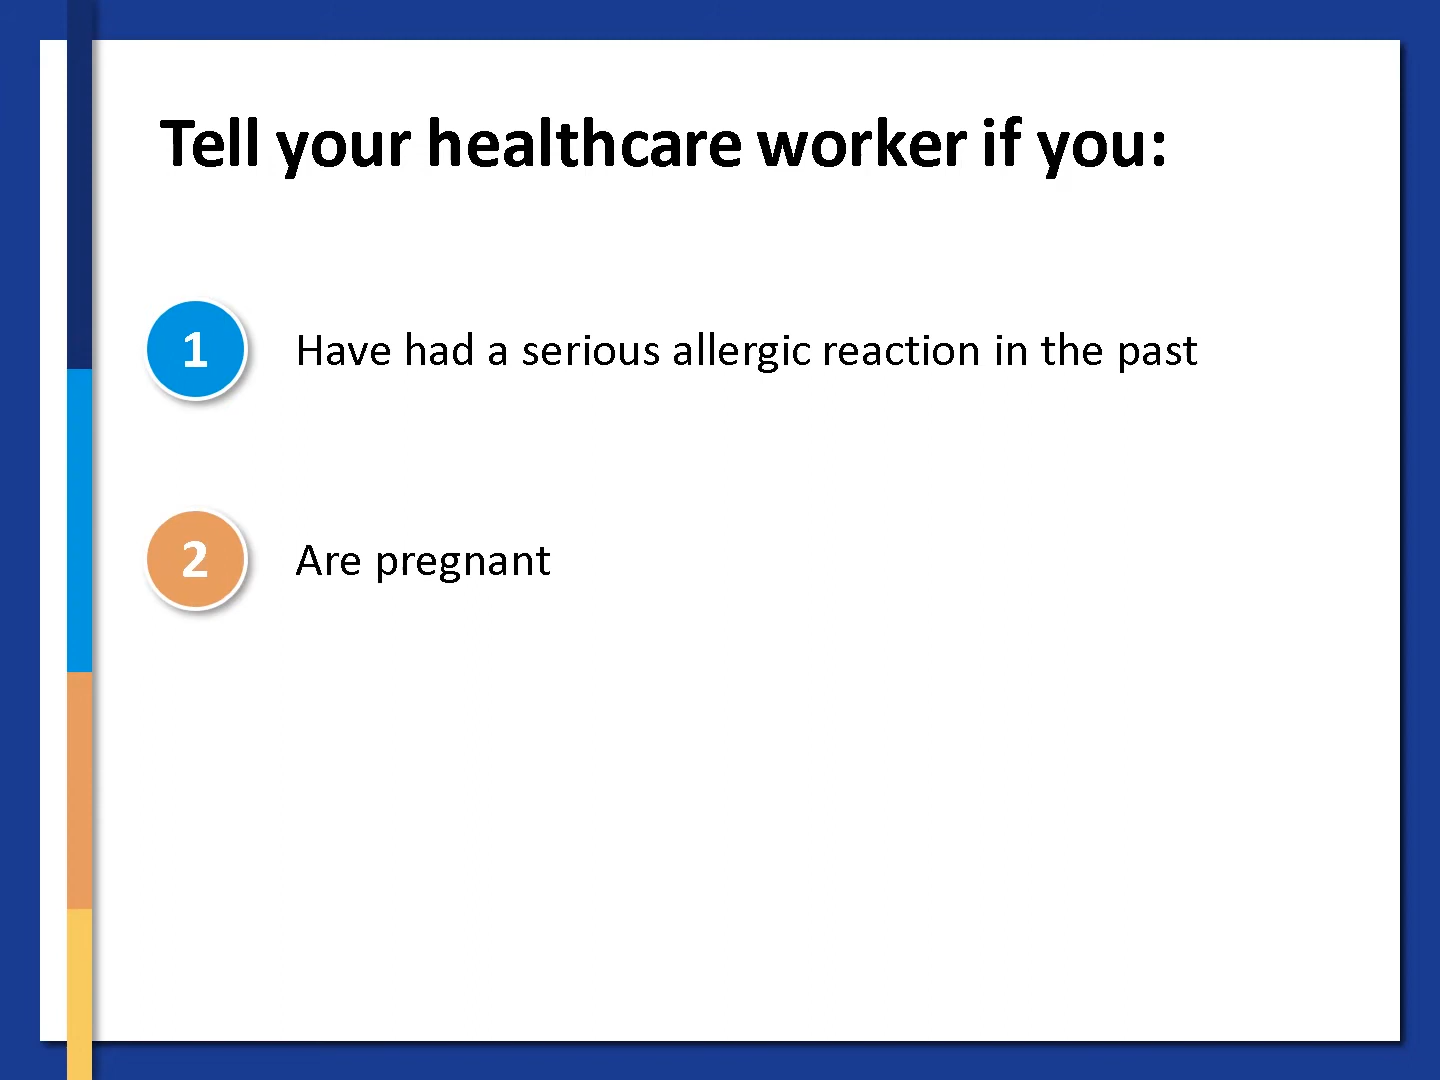 Tell your healthcare worker if you:
1 Have had a serious allergic reaction in the past
2 Are pregnant